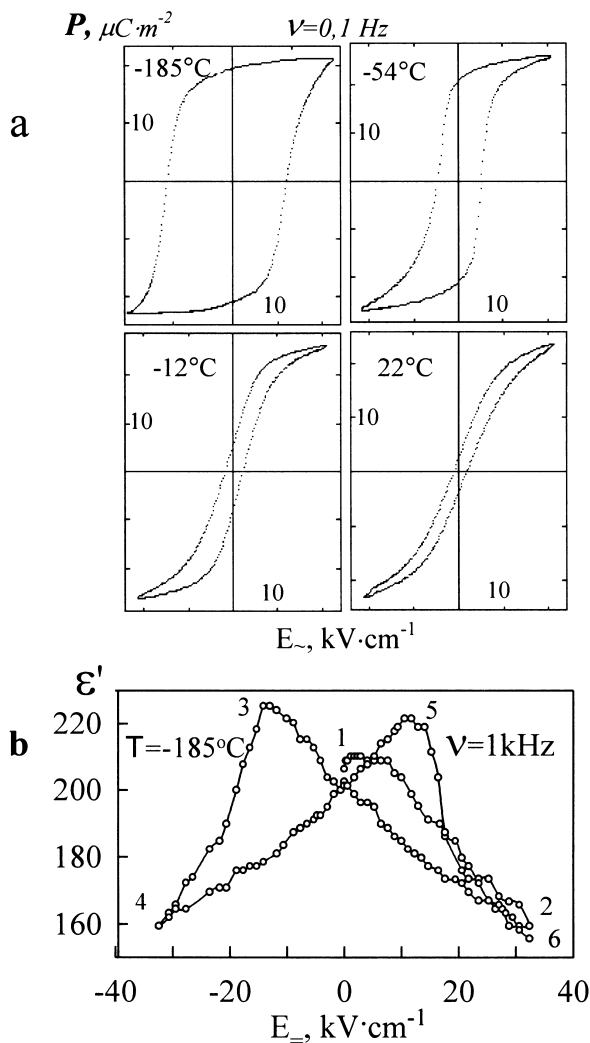 P, μC·m⁻² ν=0,1 Hz
a
-185°C
10
10
-54°C
10
10
-12°C
10
10
22°C
10
10
E~, kV·cm⁻¹
b
ε'
220
200
180
160
T=-185°C
ν=1kHz
3
1
5
4
2
6
-40
-20
0
20
40
E₌, kV·cm⁻¹